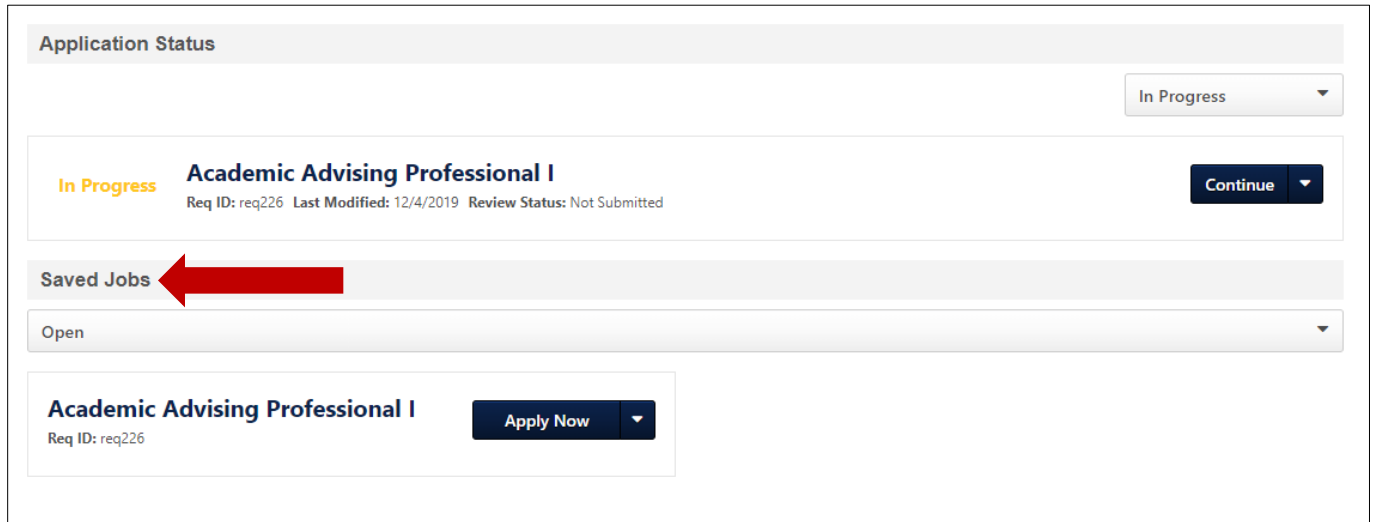 Application Status
In Progress
In Progress
Academic Advising Professional I
Continue
Req ID: req226 Last Modified: 12/4/2019 Review Status: Not Submitted
Saved Jobs
Open
Academic Advising Professional I
Apply Now
Req ID: req226